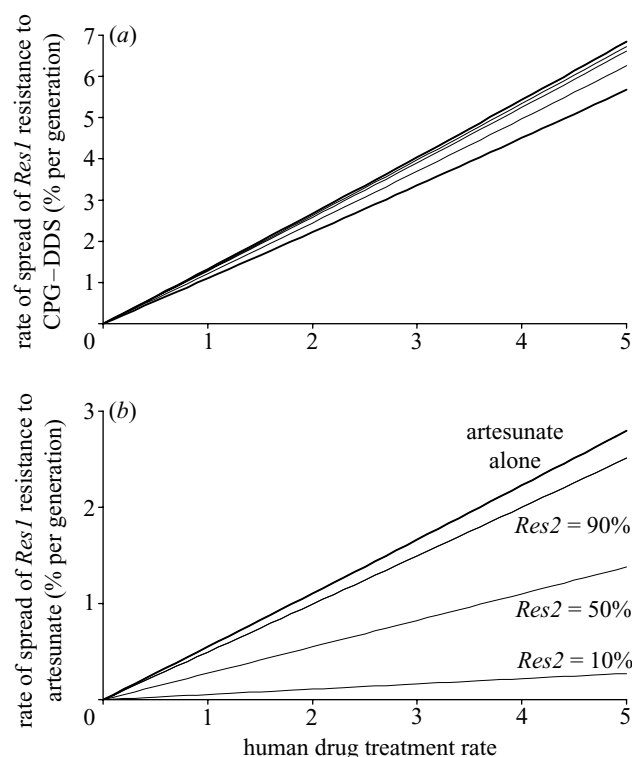 (a)
rate of spread of Res1 resistance to
CPG–DDS (% per generation)
7
6
5
4
3
2
1
0
1
2
3
4
5
(b)
rate of spread of Res1 resistance to
artesunate (% per generation)
3
2
1
0
artesunate
alone
Res2 = 90%
Res2 = 50%
Res2 = 10%
1
2
3
4
5
human drug treatment rate